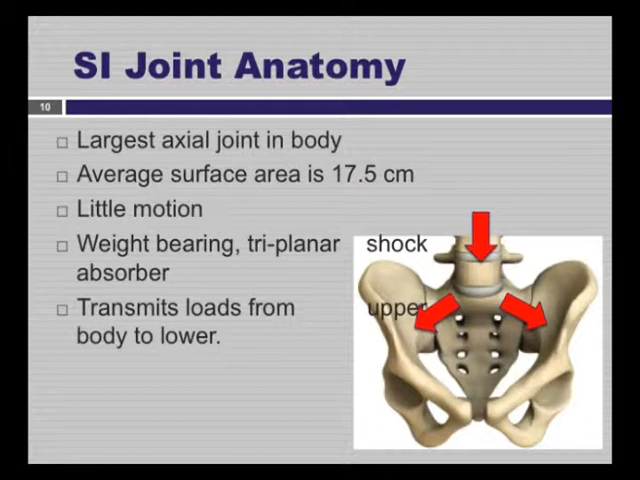 SI Joint Anatomy
10
□ Largest axial joint in body
□ Average surface area is 17.5 cm
□ Little motion
□ Weight bearing, tri-planar shock
absorber
□ Transmits loads from upper
body to lower.